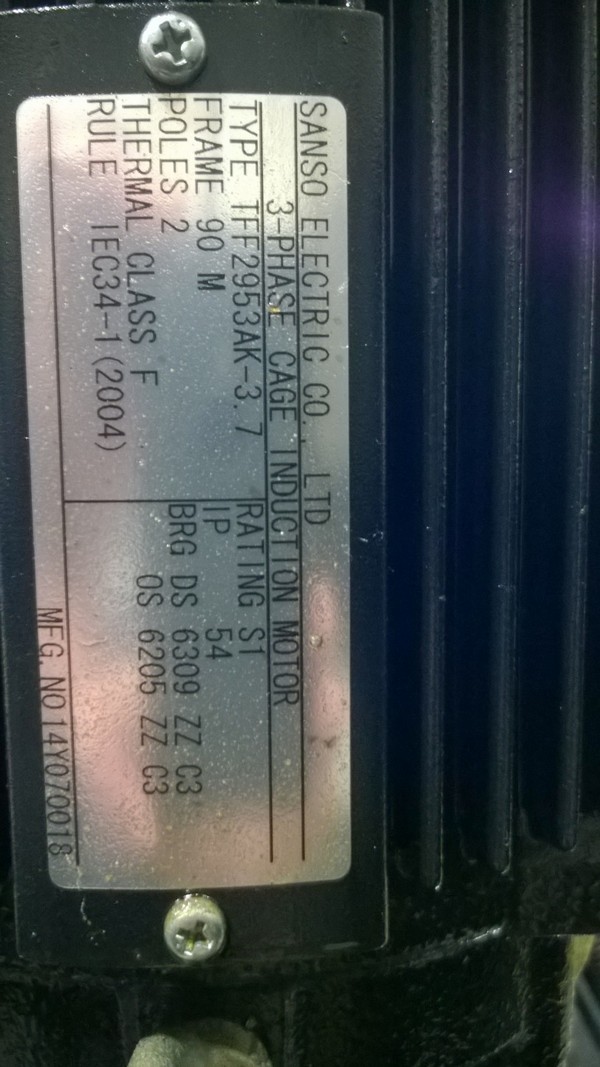 SANSO ELECTRIC CO., LTD
3-PHASE CAGE INDUCTION MOTOR
TYPE TFF2953AK-3.7
FRAME 90 M
POLES 2
THERMAL CLASS F
RULE IEC34-1(2004)
RATING S1
IP 54
BRG DS 6309 ZZ C3
OS 6205 ZZ C3
MFG. NO14Y070018